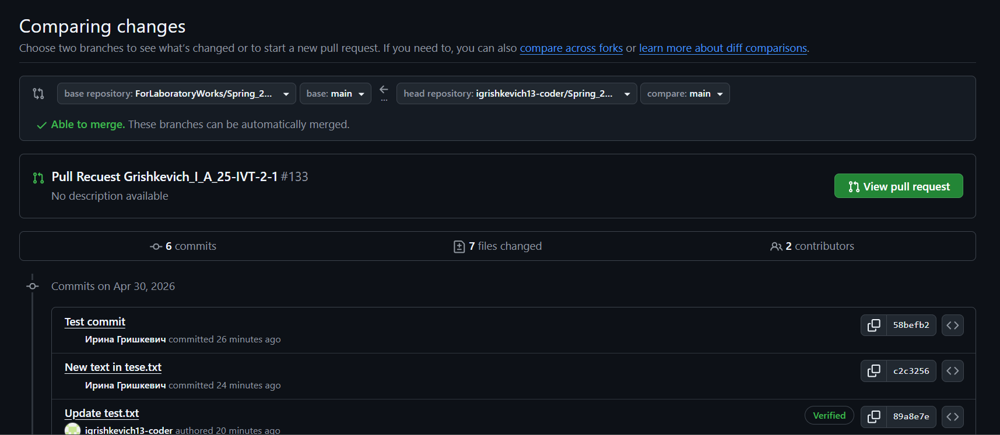 Comparing changes
Choose two branches to see what's changed or to start a new pull request. If you need to, you can also compare across forks or learn more about diff comparisons.
base repository: ForLaboratoryWorks/Spring_2... base: main ... head repository: igrishkevich13-coder/Spring_2... compare: main
Able to merge. These branches can be automatically merged.
Pull Recuest Grishkevich_I_A_25-IVT-2-1 #133
No description available
View pull request
6 commits 7 files changed 2 contributors
Commits on Apr 30, 2026
Test commit
58befb2
Ирина Гришкевич committed 26 minutes ago
New text in tese.txt
c2c3256
Ирина Гришкевич committed 24 minutes ago
Update test.txt
Verified 89a8e7e
igrishkevich13-coder authored 20 minutes ago